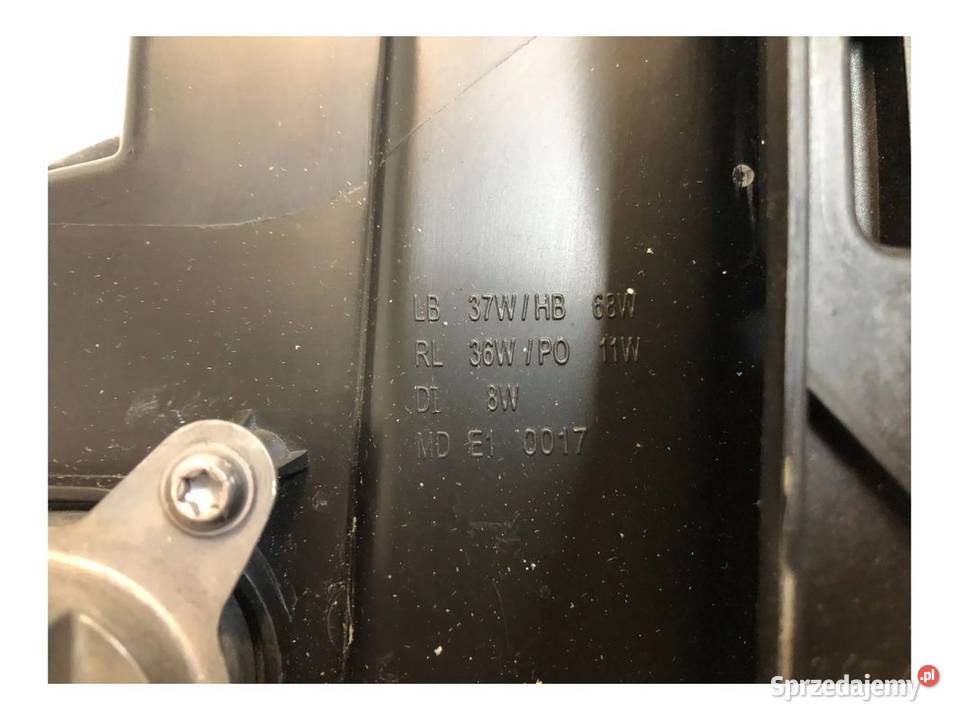 LB 37W / HB 68W
RL 36W / PO 11W
DI 8W
MD E1 0017
Sprzedajemy.pl